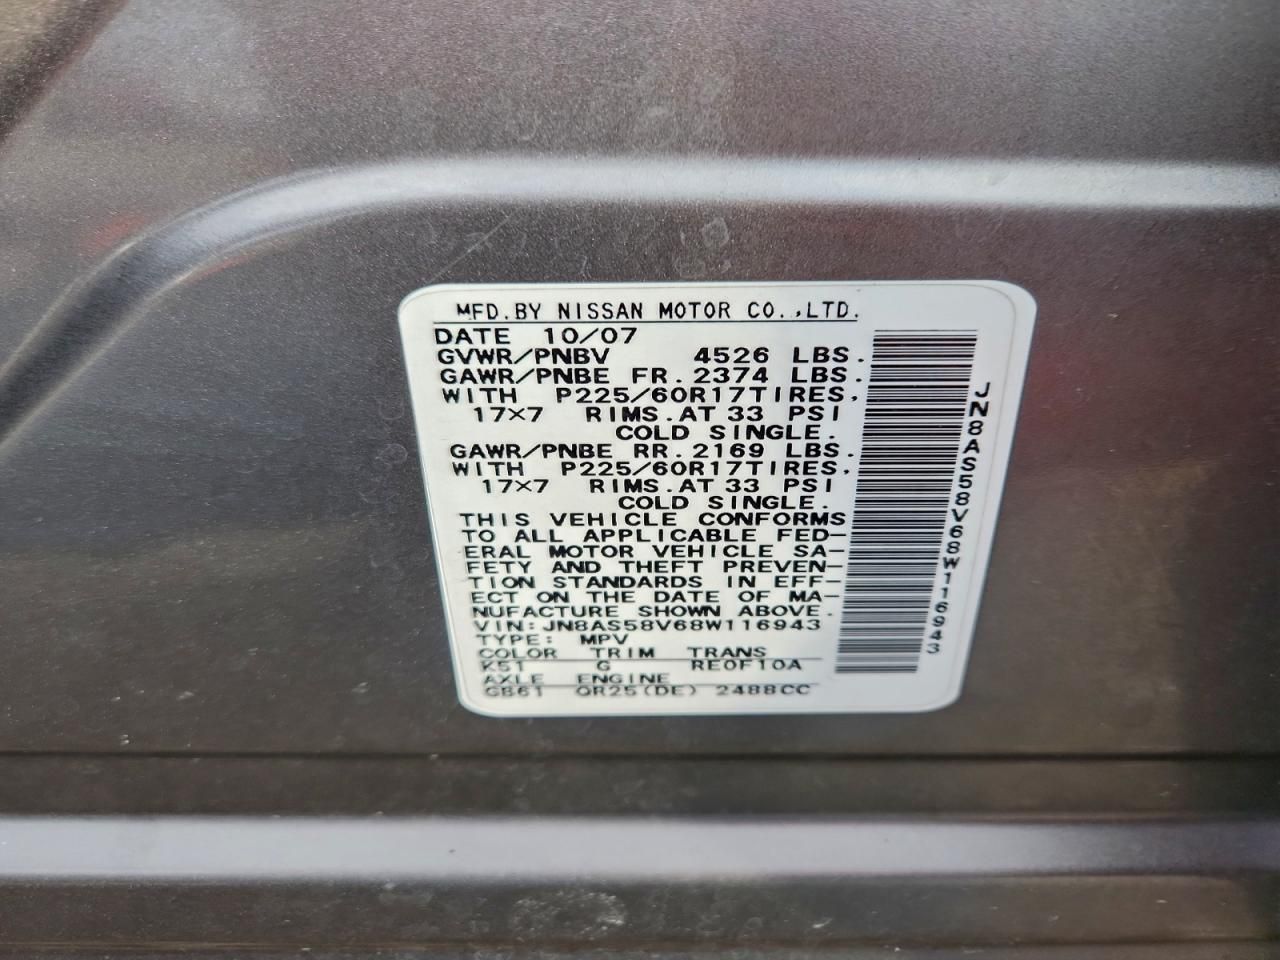 MFD.BY NISSAN MOTOR CO.,LTD.
DATE 10/07
GVWR/PNBV 4526 LBS.
GAWR/PNBE FR. 2374 LBS.
WITH P225/60R17TIRES,
17×7 RIMS.AT 33 PSI
COLD SINGLE.
GAWR/PNBE RR. 2169 LBS.
WITH P225/60R17TIRES.
17×7 RIMS.AT 33 PSI
COLD SINGLE.
THIS VEHICLE CONFORMS
TO ALL APPLICABLE FED-
ERAL MOTOR VEHICLE SA-
FETY AND THEFT PREVEN-
TION STANDARDS IN EFF-
ECT ON THE DATE OF MA-
NUFACTURE SHOWN ABOVE.
VIN:JN8AS58V68W116943
TYPE: MPV
COLOR TRIM TRANS
K51 G RE0F10A
AXLE ENGINE
GB61 QR25(DE) 2488CC
JN8AS58V68W116943